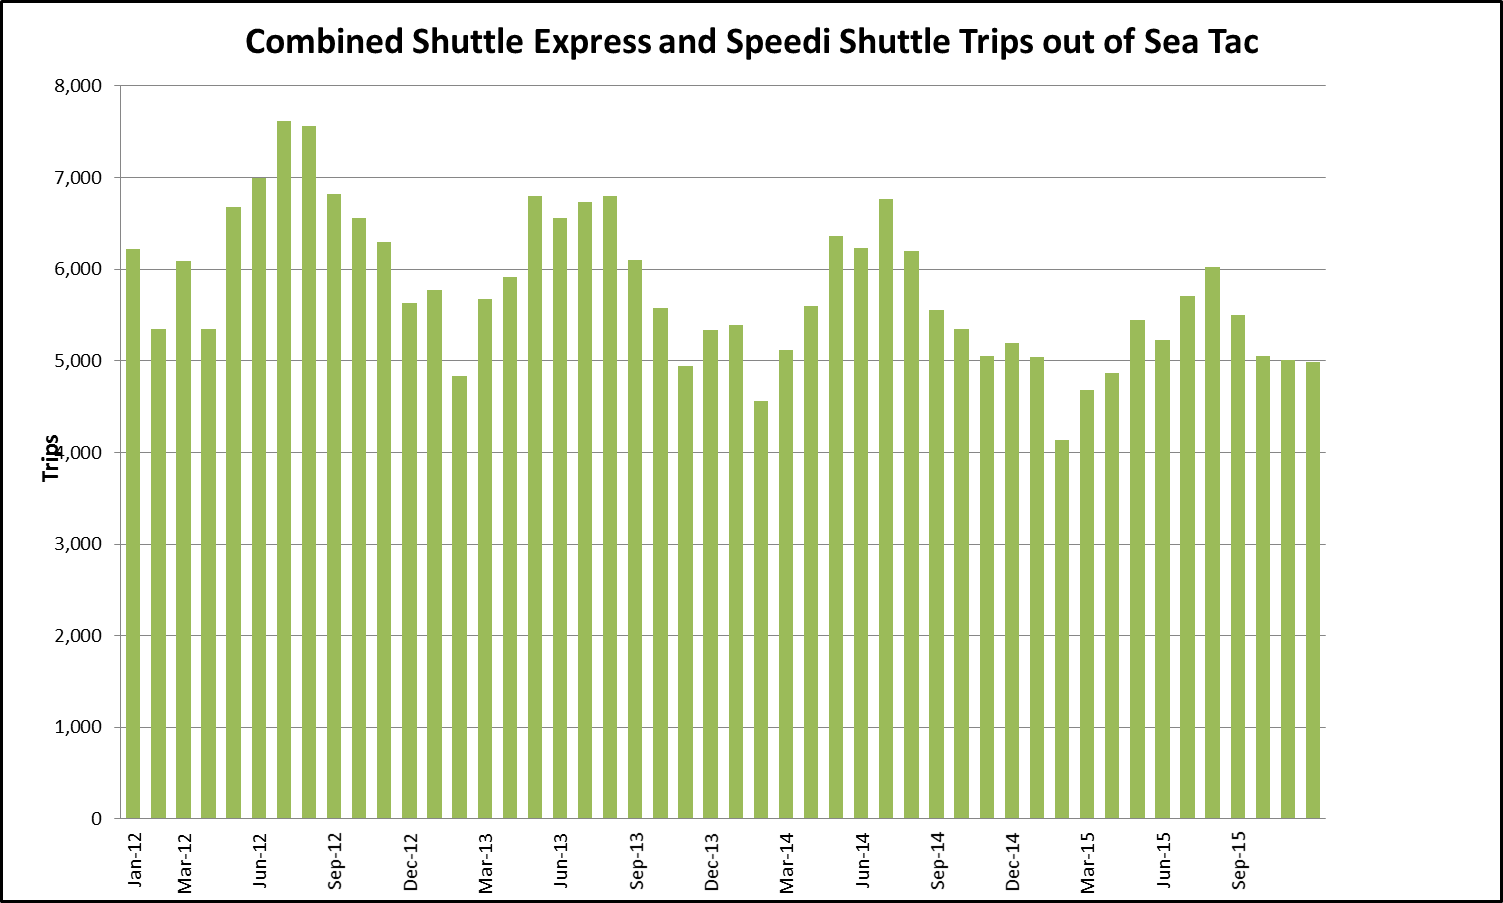 Combined Shuttle Express and Speedi Shuttle Trips out of Sea Tac
8,000
7,000
6,000
5,000
4,000
3,000
2,000
1,000
0
Trips
Jan-12
Mar-12
Jun-12
Sep-12
Dec-12
Mar-13
Jun-13
Sep-13
Dec-13
Mar-14
Jun-14
Sep-14
Dec-14
Mar-15
Jun-15
Sep-15